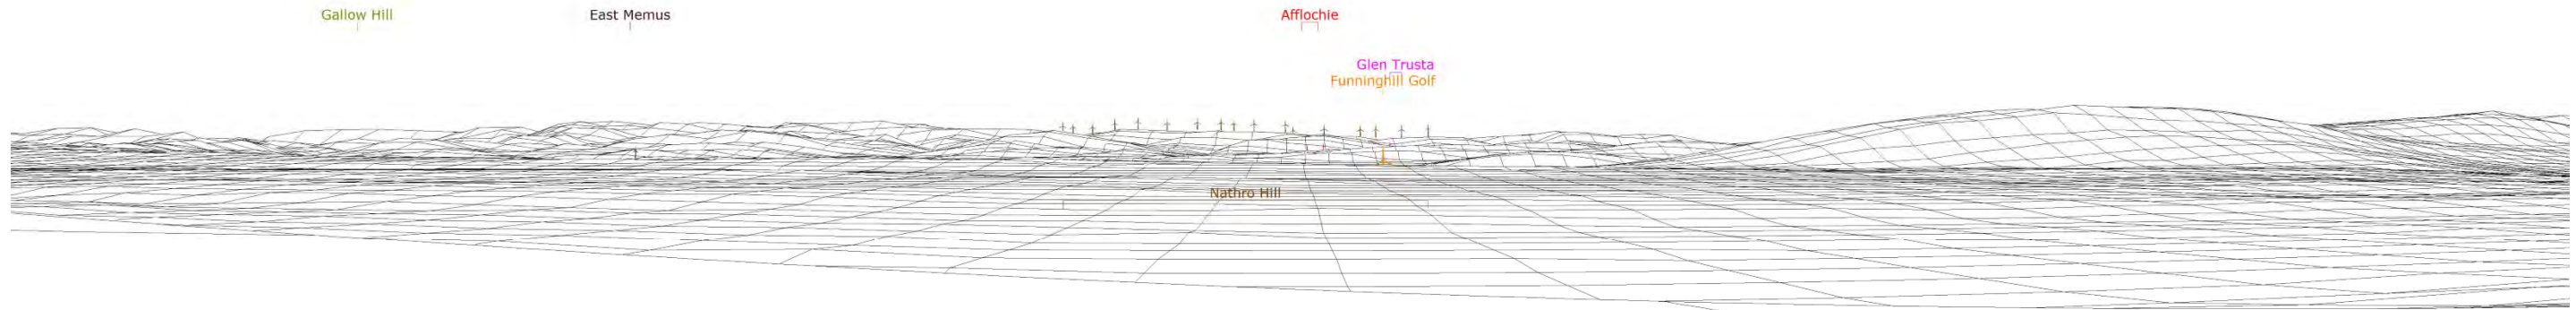 Gallow Hill
East Memus
Afflochie
Glen Trusta
Funninghill Golf
Nathro Hill